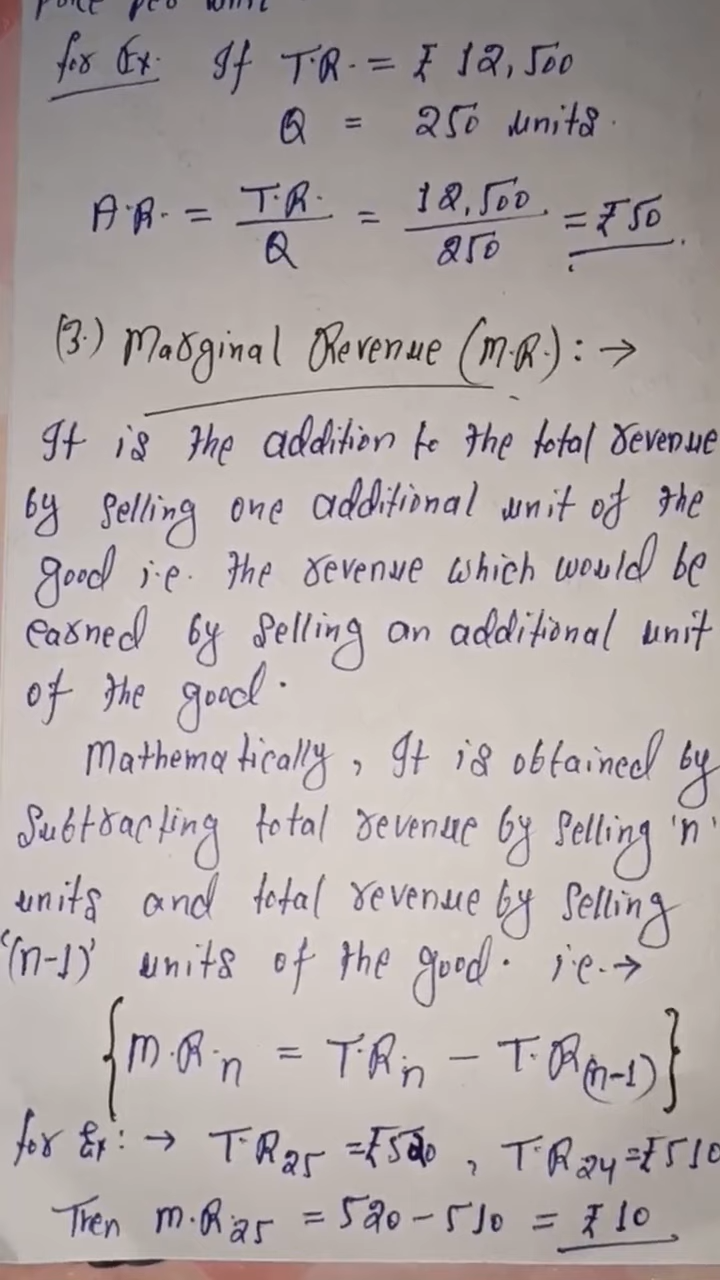 for Ex. If T.R. = ₹ 12,500
Q = 250 units.
A.R. = T.R./Q = 12,500/250 = ₹50.
(3.) Marginal Revenue (M.R.) : →
It is the addition to the total revenue
by selling one additional unit of the
good i.e. the revenue which would be
earned by selling an additional unit
of the good.
Mathematically, It is obtained by
Subtracting total revenue by selling 'n'
units and total revenue by selling
'(n-1)' units of the good. i.e. →
{M.R.n = T.Rn − T.R(n-1)}
for Ex : → T.R25 = ₹520, T.R24 = ₹510
Then M.R.25 = 520 - 510 = ₹10.